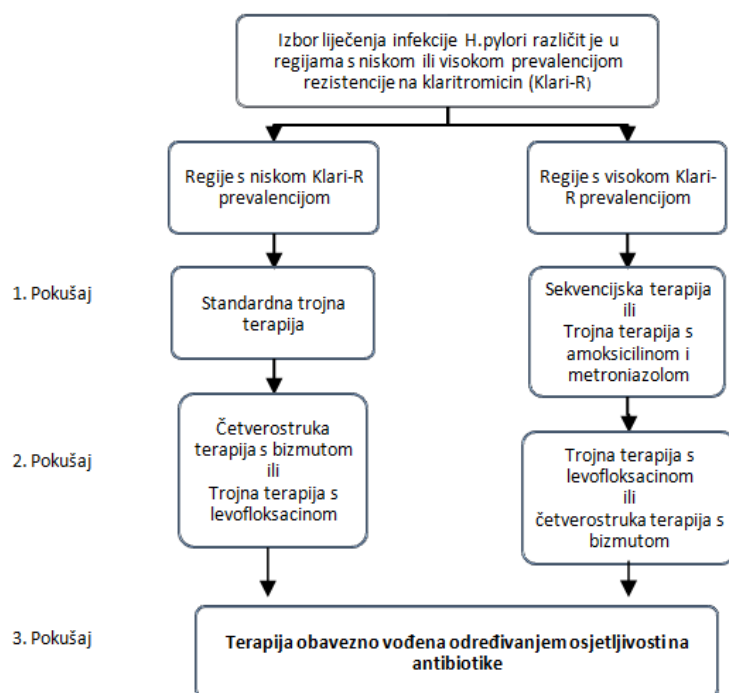 Izbor liječenja infekcije H.pylori različit je u
regijama s niskom ili visokom prevalencijom
rezistencije na klaritromicin (Klari-R)
Regije s niskom Klari-R
prevalencijom
Regije s visokom Klari-
R prevalencijom
1. Pokušaj
Standardna trojna
terapija
Sekvencijska terapija
ili
Trojna terapija s
amoksicilinom i
metroniazolom
2. Pokušaj
Četverostruka
terapija s bizmutom
ili
Trojna terapija s
levofloksacinom
Trojna terapija s
levofloksacinom
ili
četverostruka terapija s
bizmutom
3. Pokušaj
Terapija obavezno vođena određivanjem osjetljivosti na
antibiotike